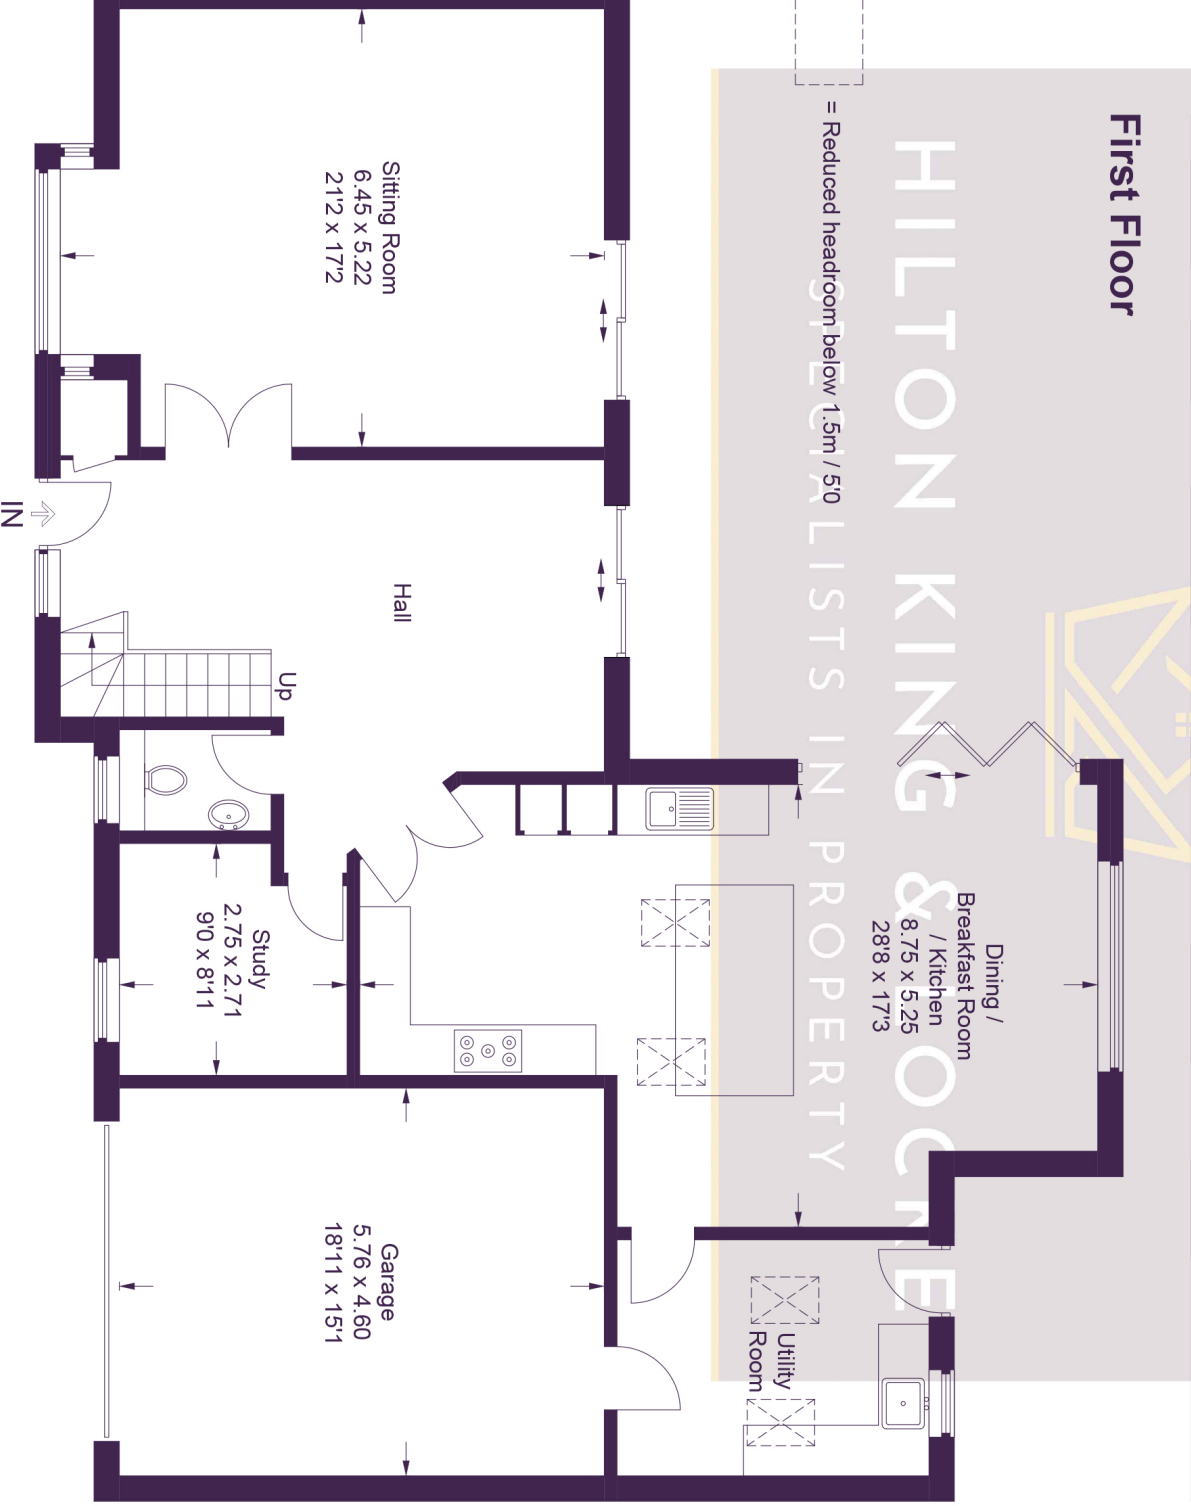 First Floor
HILTON KING & LOCKE
SPECIALISTS IN PROPERTY
= Reduced headroom below 1.5m / 5'0
Dining /
Breakfast Room
/ Kitchen
8.75 x 5.25
28'8 x 17'3
Utility
Room
Sitting Room
6.45 x 5.22
21'2 x 17'2
Hall
Up
Study
2.75 x 2.71
9'0 x 8'11
Garage
5.76 x 4.60
18'11 x 15'1
IN